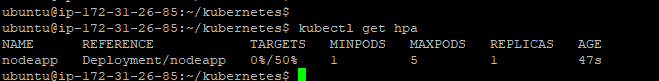 ubuntu@ip-172-31-26-85:~/kubernetes$
ubuntu@ip-172-31-26-85:~/kubernetes$ kubectl get hpa
NAME REFERENCE TARGETS MINPODS MAXPODS REPLICAS AGE
nodeapp Deployment/nodeapp 0%/50% 1 5 1 47s
ubuntu@ip-172-31-26-85:~/kubernetes$